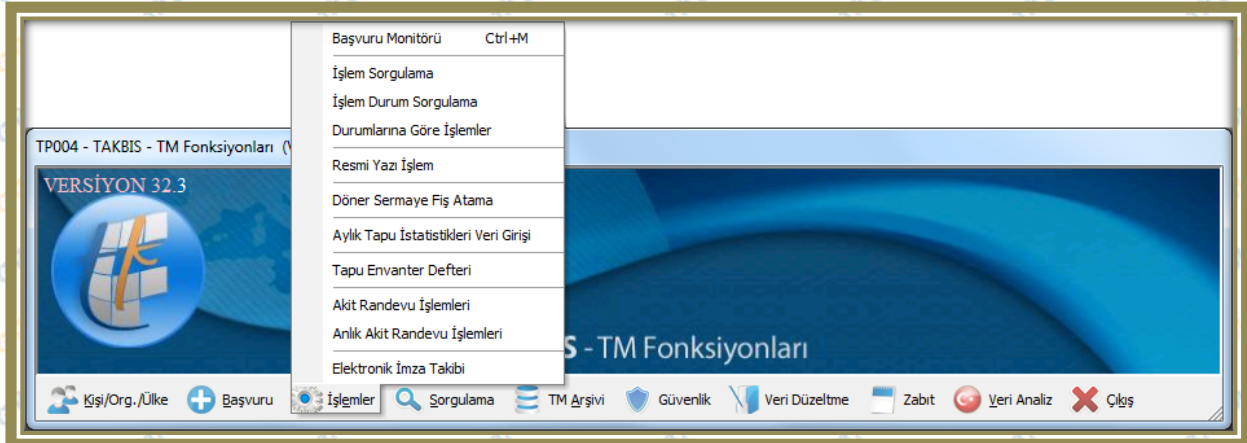 Başvuru Monitörü Ctrl+M
İşlem Sorgulama
İşlem Durum Sorgulama
Durumlarına Göre İşlemler
Resmi Yazı İşlem
Döner Sermaye Fiş Atama
Aylık Tapu İstatistikleri Veri Girişi
Tapu Envanter Defteri
Akit Randevu İşlemleri
Anlık Akit Randevu İşlemleri
Elektronik İmza Takibi
TP004 - TAKBIS - TM Fonksiyonları
VERSİYON 32.3
- TM Fonksiyonları
Kişi/Org./Ülke Başvuru İşlemler Sorgulama TM Arşivi Güvenlik Veri Düzeltme Zabıt Veri Analiz Çıkış